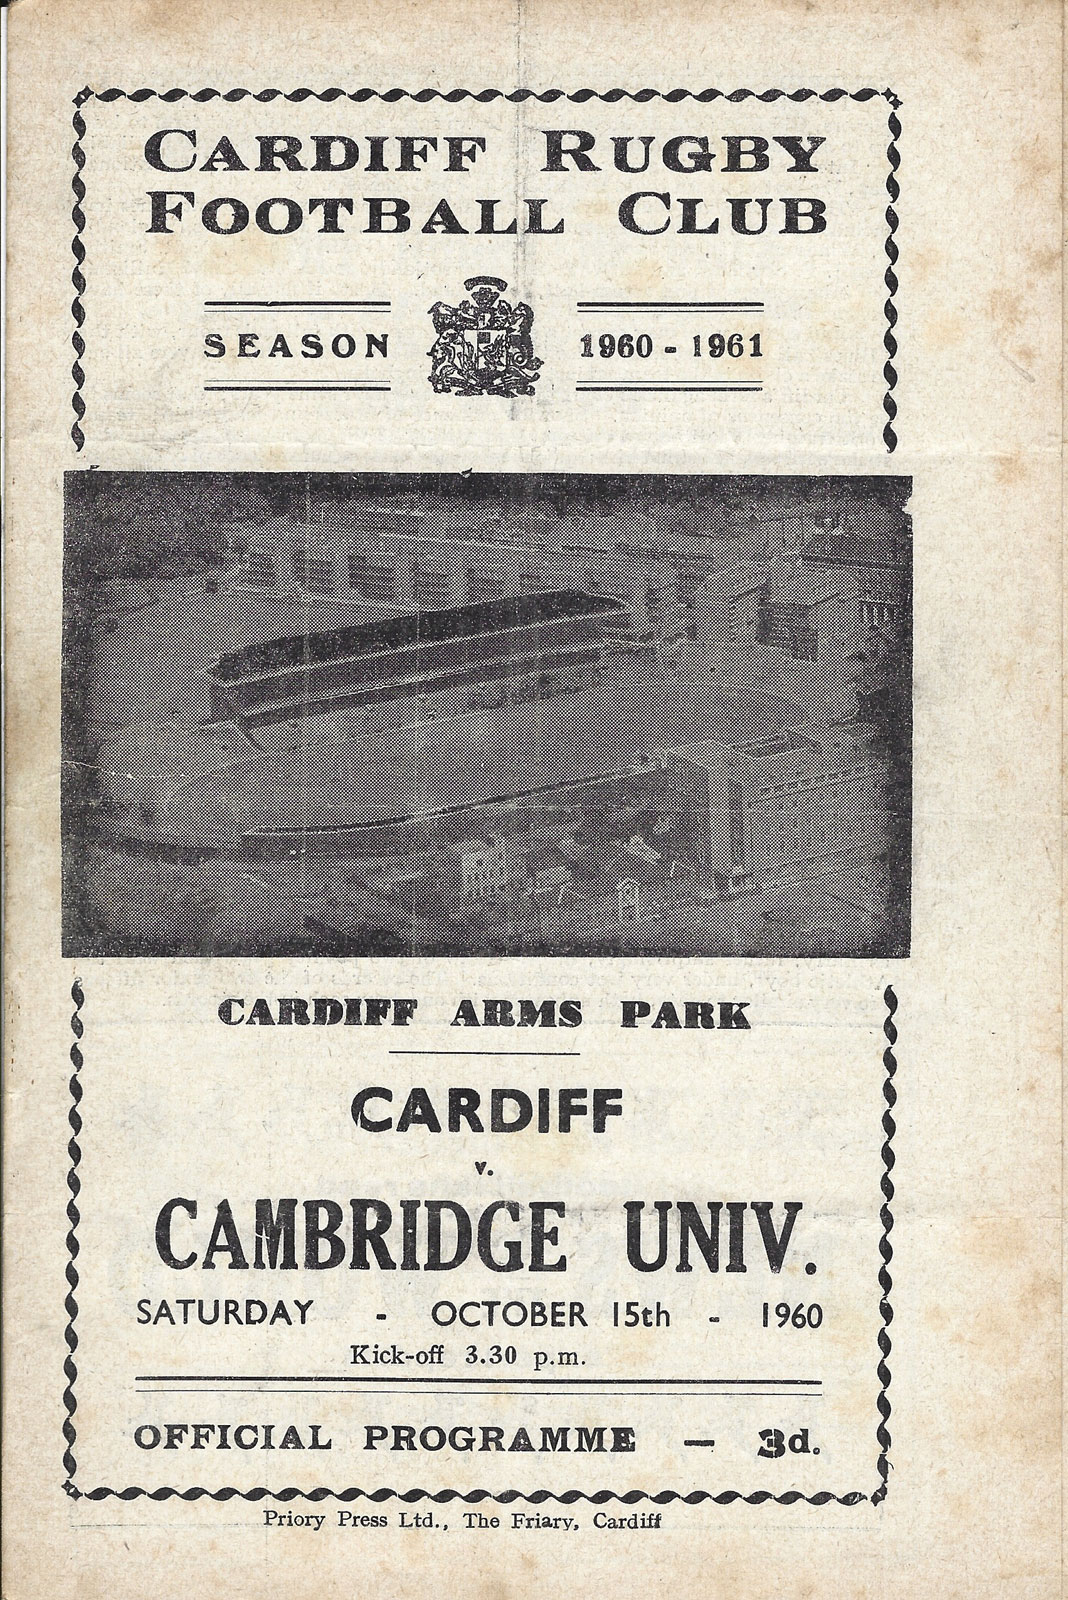 CARDIFF RUGBY
FOOTBALL CLUB
SEASON 1960 - 1961
CARDIFF ARMS PARK
CARDIFF
v.
CAMBRIDGE UNIV.
SATURDAY - OCTOBER 15th - 1960
Kick-off 3.30 p.m.
OFFICIAL PROGRAMME — 3d.
Priory Press Ltd., The Friary, Cardiff